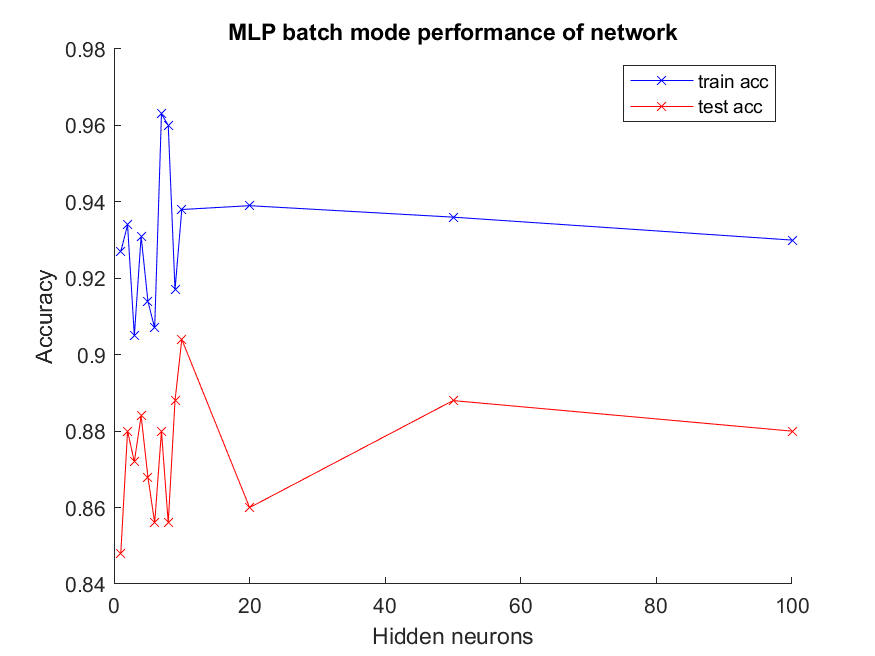 MLP batch mode performance of network
train acc
test acc
0.98
0.96
0.94
0.92
0.9
0.88
0.86
0.84
Accuracy
0 20 40 60 80 100
Hidden neurons